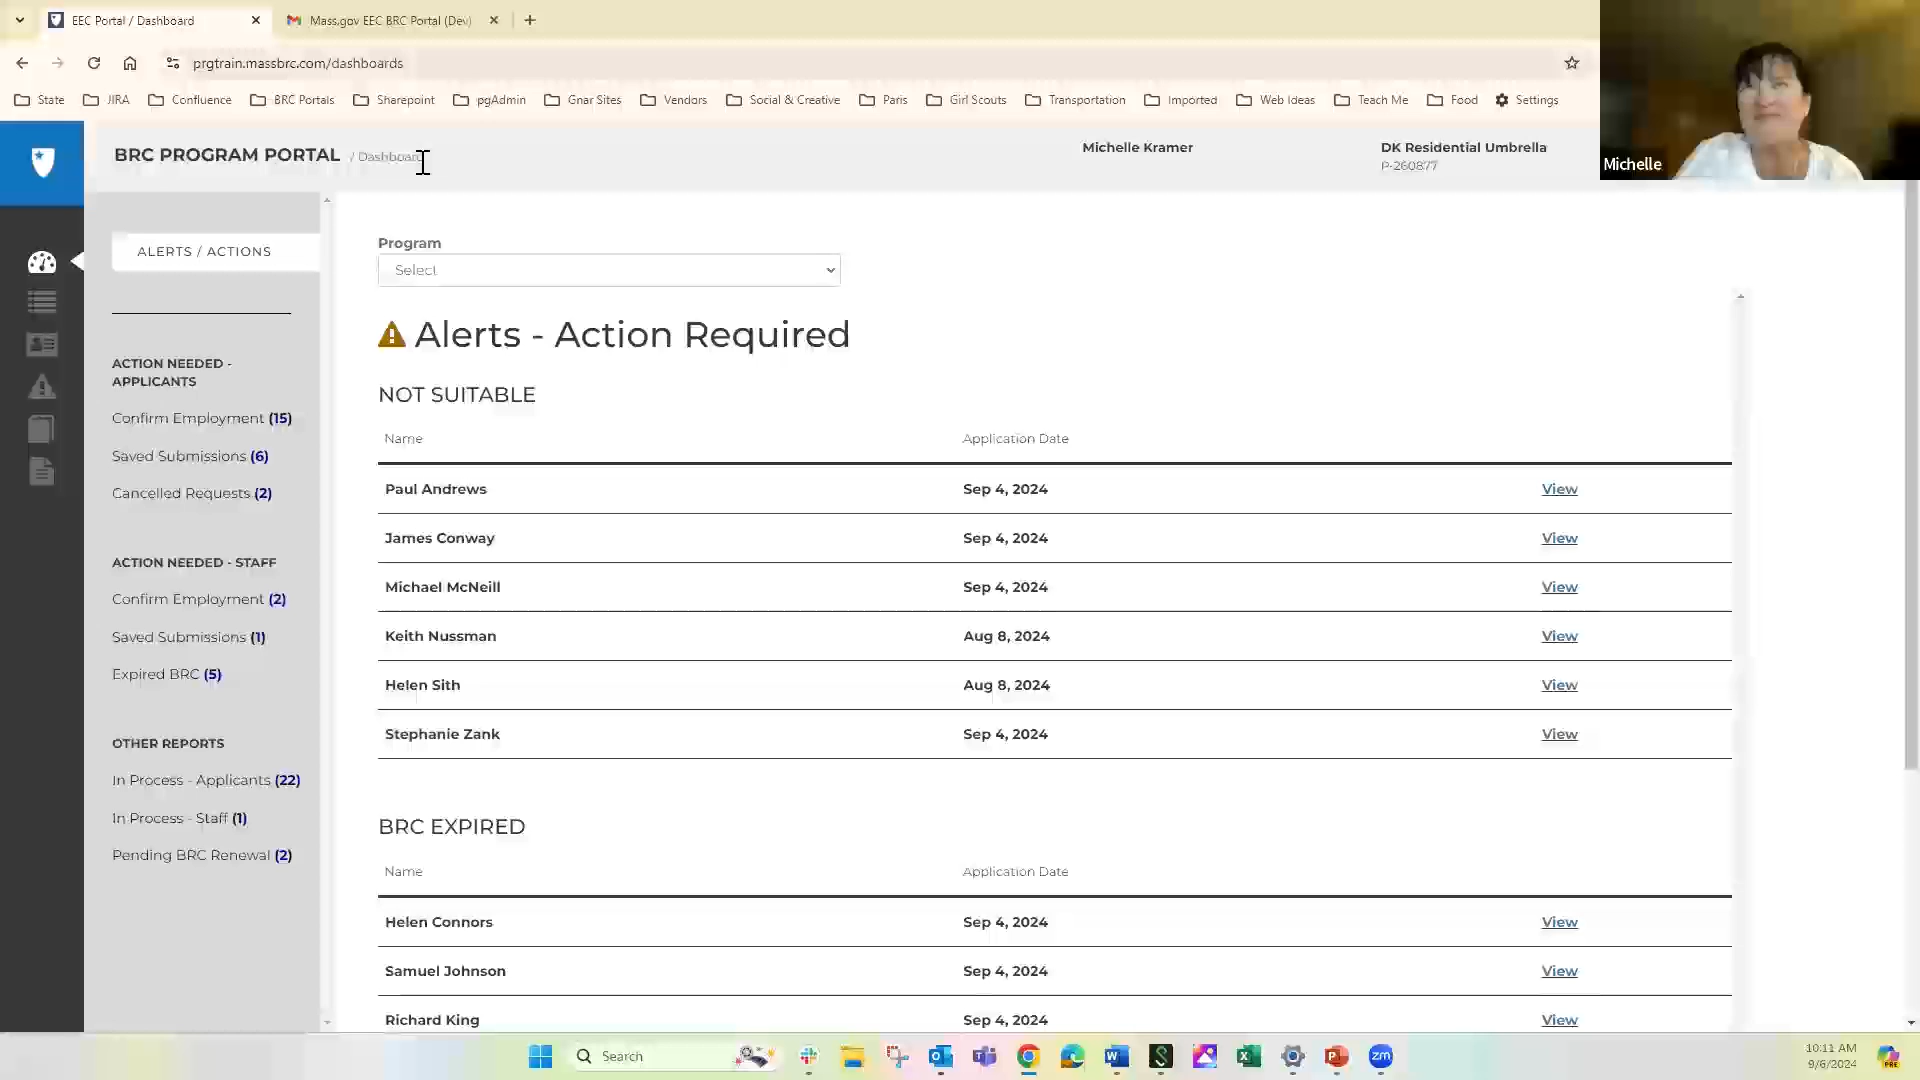 EEC Portal / Dashboard
Mass.gov EEC BRC Portal (Dev)
prgtrain.massbrc.com/dashboards
State JIRA Confluence BRC Portals Sharepoint pgAdmin Gnar Sites Vendors Social & Creative Paris Girl Scouts Transportation Imported Web Ideas Teach Me Food Settings
BRC PROGRAM PORTAL / Dashboard
Michelle Kramer
DK Residential Umbrella
P-260877
Michelle
ALERTS / ACTIONS
ACTION NEEDED -
APPLICANTS
Confirm Employment (15)
Saved Submissions (6)
Cancelled Requests (2)
ACTION NEEDED - STAFF
Confirm Employment (2)
Saved Submissions (1)
Expired BRC (5)
OTHER REPORTS
In Process - Applicants (22)
In Process - Staff (1)
Pending BRC Renewal (2)
Program
Select
Alerts - Action Required
NOT SUITABLE
Name Application Date
Paul Andrews Sep 4, 2024 View
James Conway Sep 4, 2024 View
Michael McNeill Sep 4, 2024 View
Keith Nussman Aug 8, 2024 View
Helen Sith Aug 8, 2024 View
Stephanie Zank Sep 4, 2024 View
BRC EXPIRED
Name Application Date
Helen Connors Sep 4, 2024 View
Samuel Johnson Sep 4, 2024 View
Richard King Sep 4, 2024 View
Search
zm
10:11 AM
9/6/2024
PRE